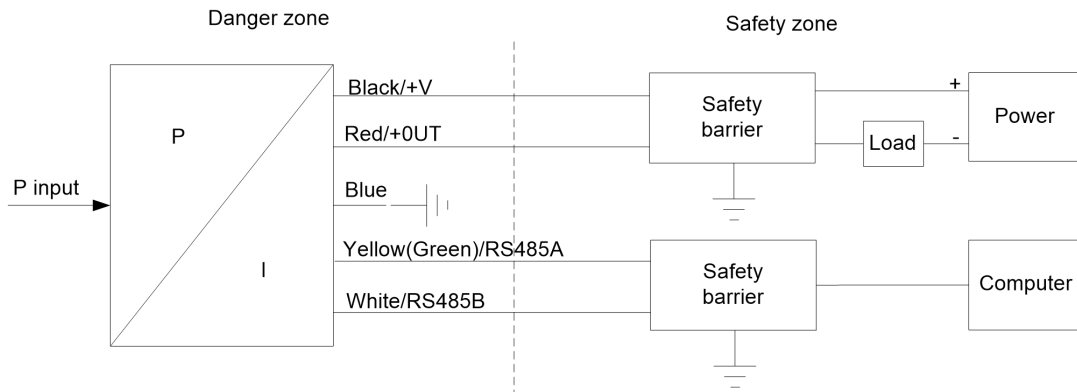 Danger zone
Safety zone
Black/+V
Safety
barrier
+
Power
P
Red/+0UT
Load
-
P input
Blue
Yellow(Green)/RS485A
I
Safety
barrier
Computer
White/RS485B